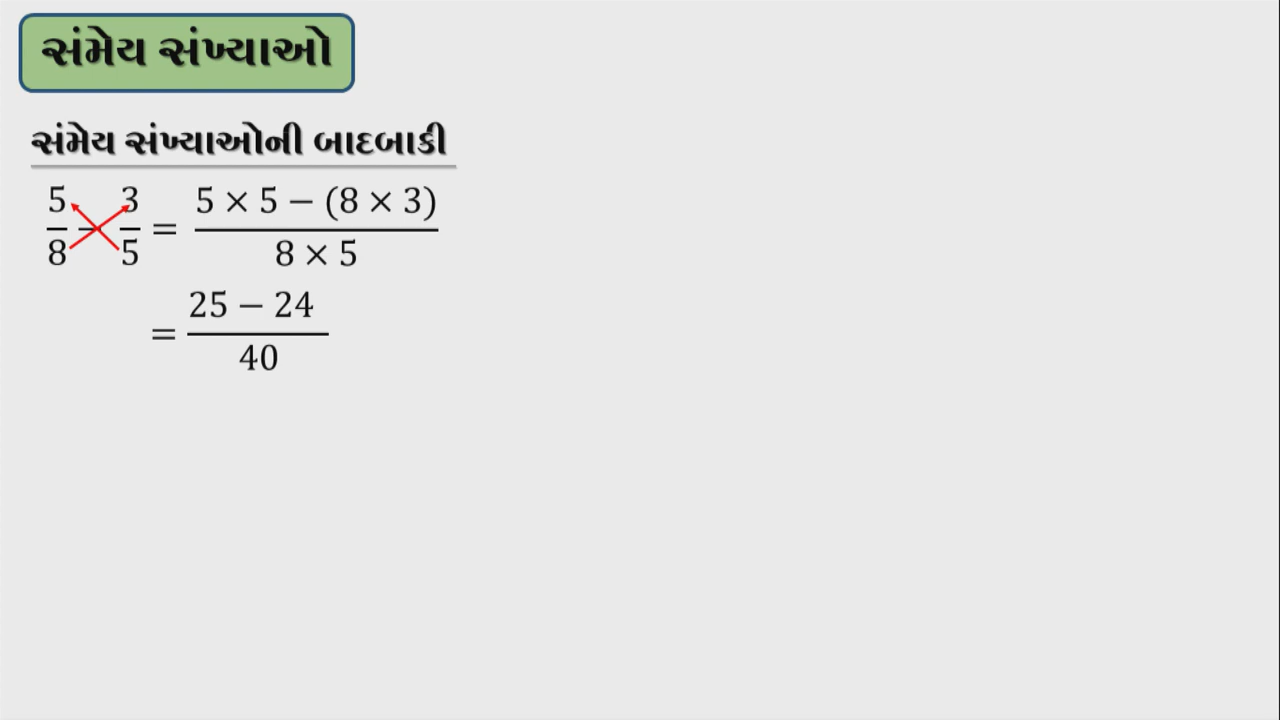 સંમેય સંખ્યાઓ
સંમેય સંખ્યાઓની બાદબાકી
5/8 − 3/5 = (5 × 5 − (8 × 3))/(8 × 5)
= (25 − 24)/40